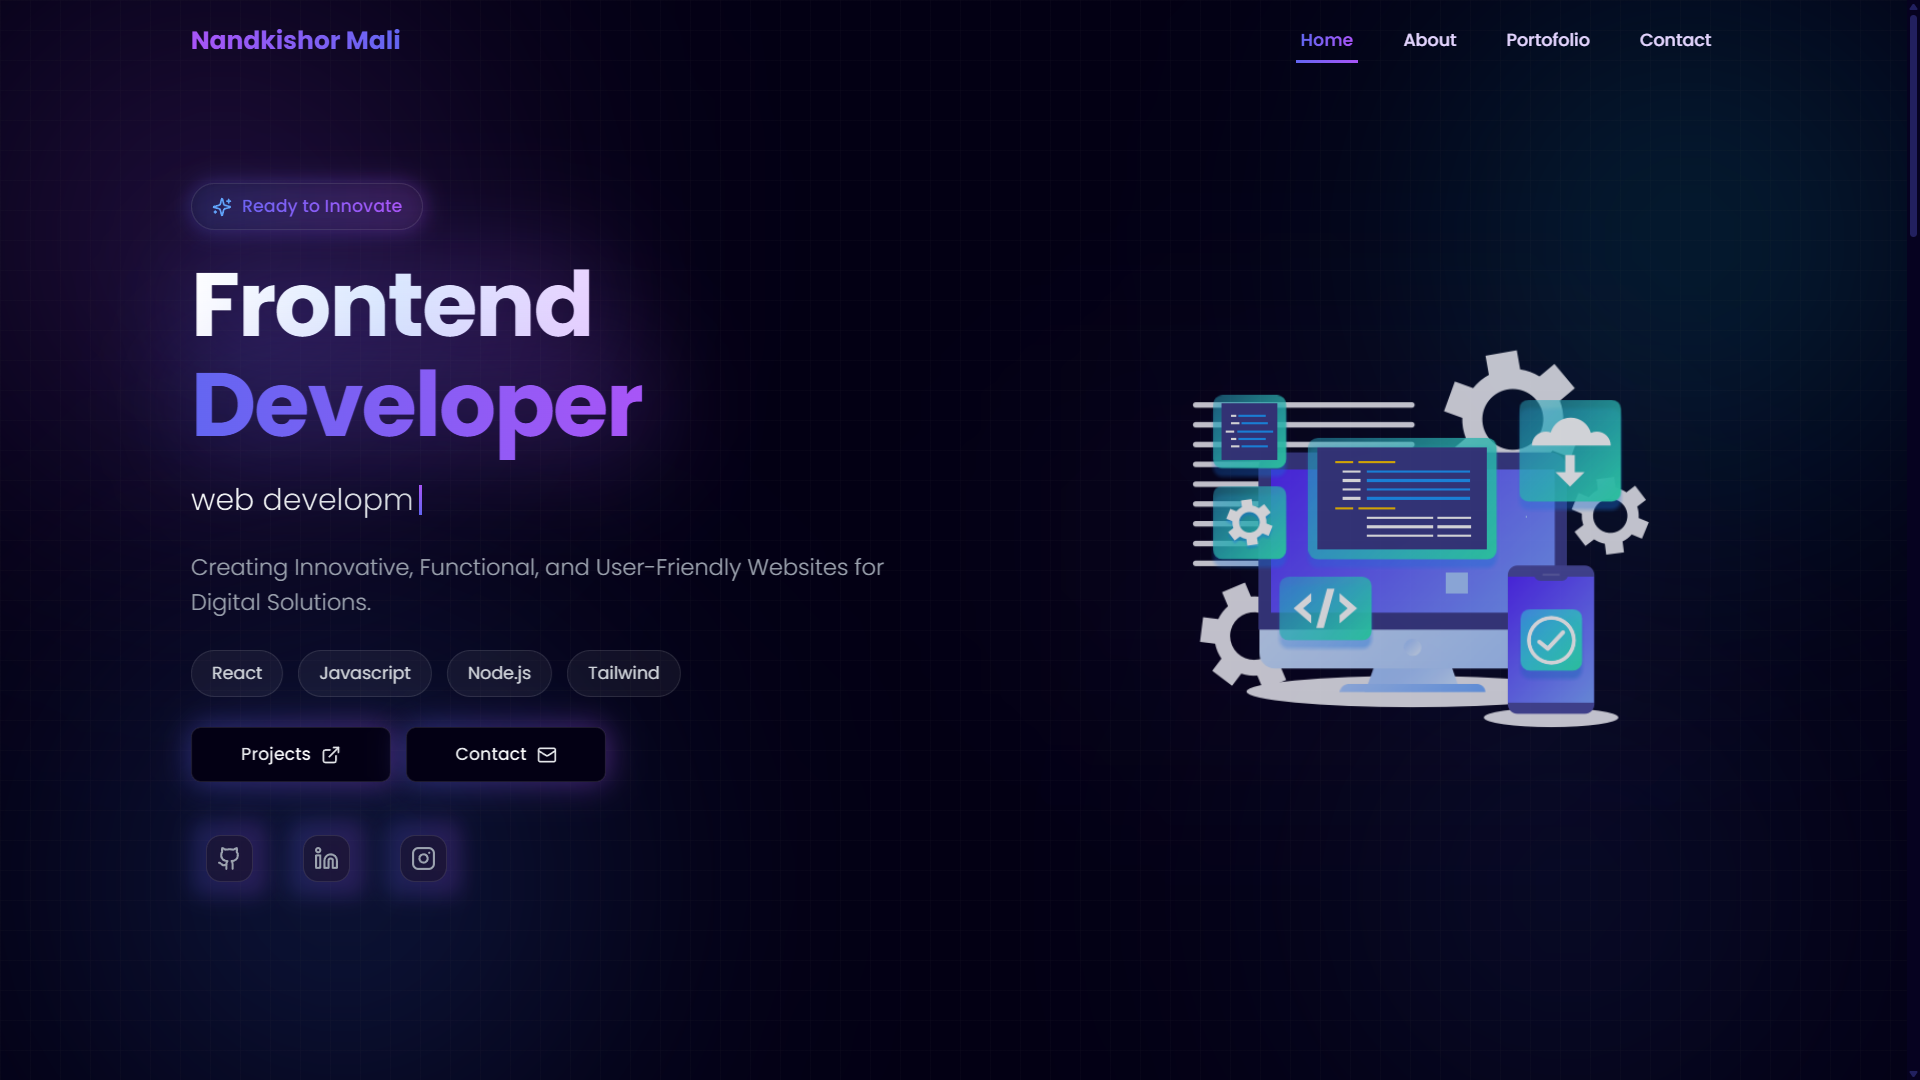 Nandkishor Mali
Home
About
Portofolio
Contact
Ready to Innovate
Frontend
Developer
web developm
Creating Innovative, Functional, and User-Friendly Websites for
Digital Solutions.
React
Javascript
Node.js
Tailwind
Projects
Contact